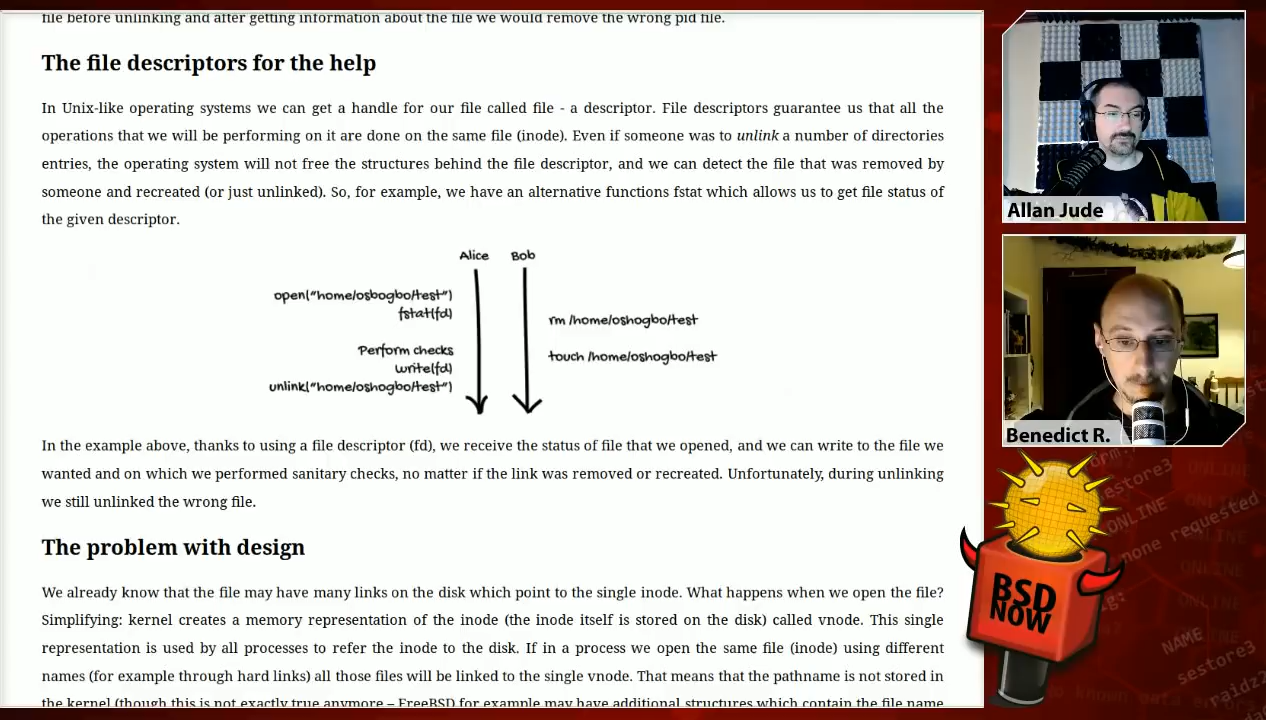 file before unlinking and after getting information about the file we would remove the wrong pid file.
The file descriptors for the help
In Unix-like operating systems we can get a handle for our file called file - a descriptor. File descriptors guarantee us that all the
operations that we will be performing on it are done on the same file (inode). Even if someone was to unlink a number of directories
entries, the operating system will not free the structures behind the file descriptor, and we can detect the file that was removed by
someone and recreated (or just unlinked). So, for example, we have an alternative functions fstat which allows us to get file status of
the given descriptor.
Alice Bob
open("home/osbogbo/test")
fstat(fd)
rm /home/oshogbo/test
Perform checks
touch /home/oshogbo/test
write(fd)
unlink("home/oshogbo/test")
In the example above, thanks to using a file descriptor (fd), we receive the status of file that we opened, and we can write to the file we
wanted and on which we performed sanitary checks, no matter if the link was removed or recreated. Unfortunately, during unlinking
we still unlinked the wrong file.
The problem with design
We already know that the file may have many links on the disk which point to the single inode. What happens when we open the file?
Simplifying: kernel creates a memory representation of the inode (the inode itself is stored on the disk) called vnode. This single
representation is used by all processes to refer the inode to the disk. If in a process we open the same file (inode) using different
names (for example through hard links) all those files will be linked to the single vnode. That means that the pathname is not stored in
the kernel (though this is not exactly true anymore – FreeBSD for example may have additional structures which contain the file name
Allan Jude
Benedict R.
BSD
NOW
form.
estore3
ONLINE
ONLINE
none requested
ONLINE
NAME
sestore3
raidz